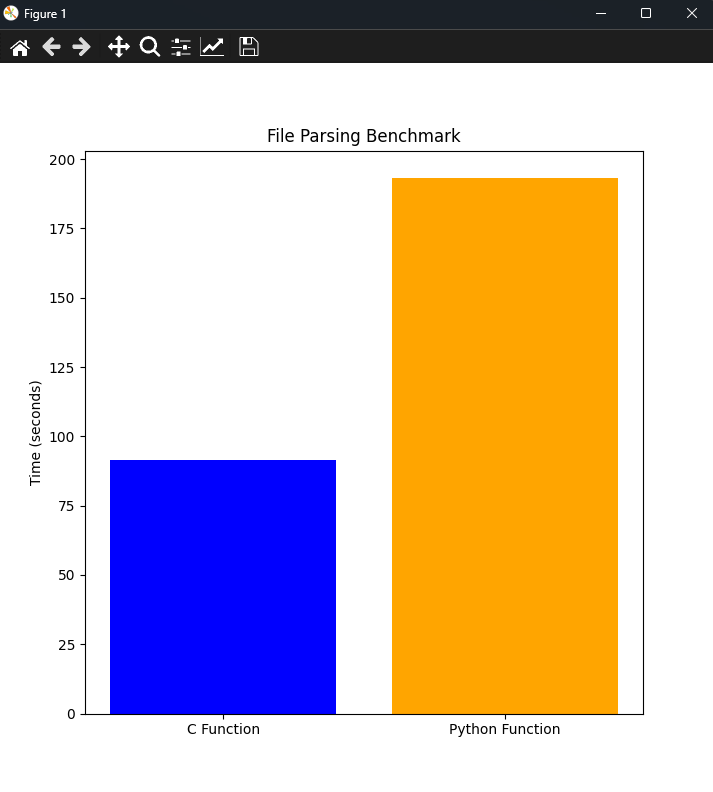 Figure 1
File Parsing Benchmark
200
175
150
125
100
75
50
25
0
Time (seconds)
C Function
Python Function